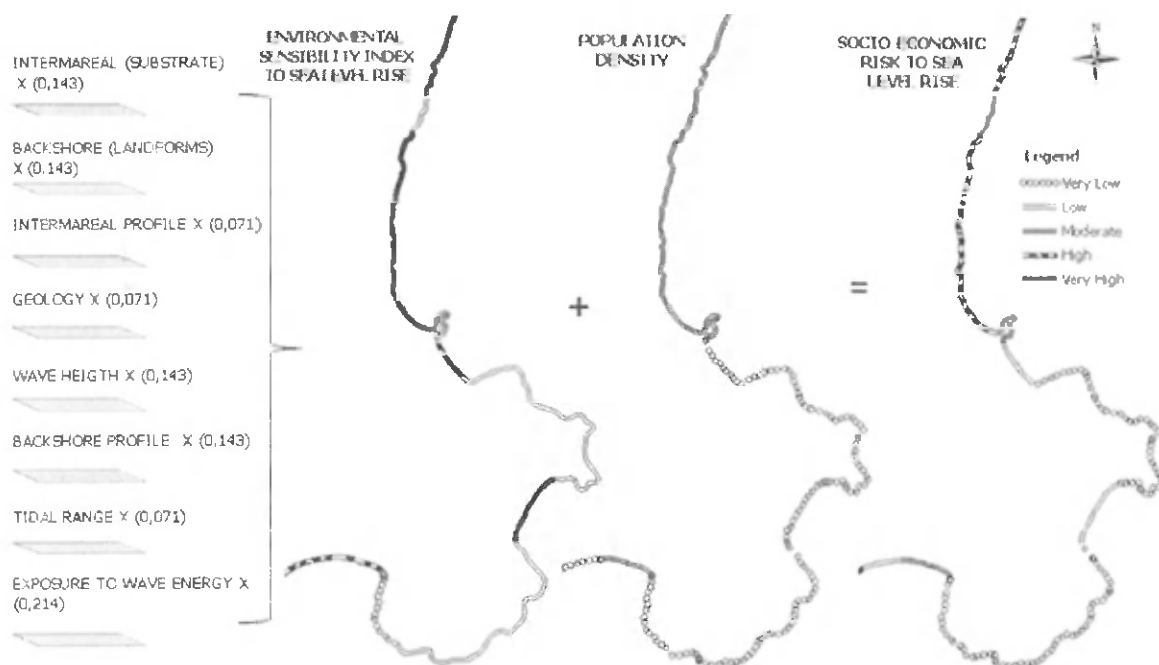 INTERMAREAL (SUBSTRATE)
X (0,143)
BACKSHORE (LANDFORMS)
X (0,143)
INTERMAREAL PROFILE X (0,071)
GEOLOGY X (0,071)
WAVE HEIGTH X (0,143)
BACKSHORE PROFILE X (0,143)
TIDAL RANGE X (0,071)
EXPOSURE TO WAVE ENERGY X
(0,214)
ENVIRONMENTAL
SENSIBILITY INDEX
TO SEA LEVEL RISE
+
POPULATION
DENSITY
=
SOCIO ECONOMIC
RISK TO SEA
LEVEL RISE
N
Legend
Very Low
Low
Moderate
High
Very High